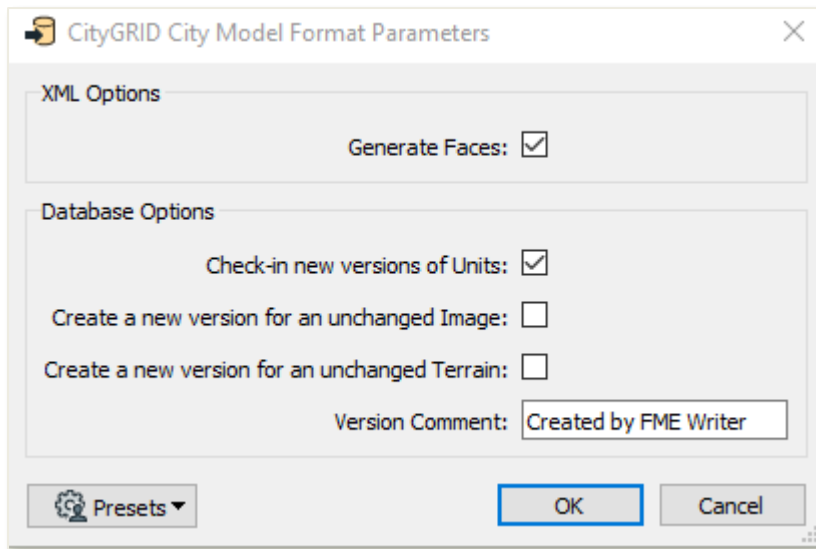 CityGRID City Model Format Parameters
XML Options
Generate Faces:
Database Options
Check-in new versions of Units:
Create a new version for an unchanged Image:
Create a new version for an unchanged Terrain:
Version Comment: Created by FME Writer
Presets OK Cancel